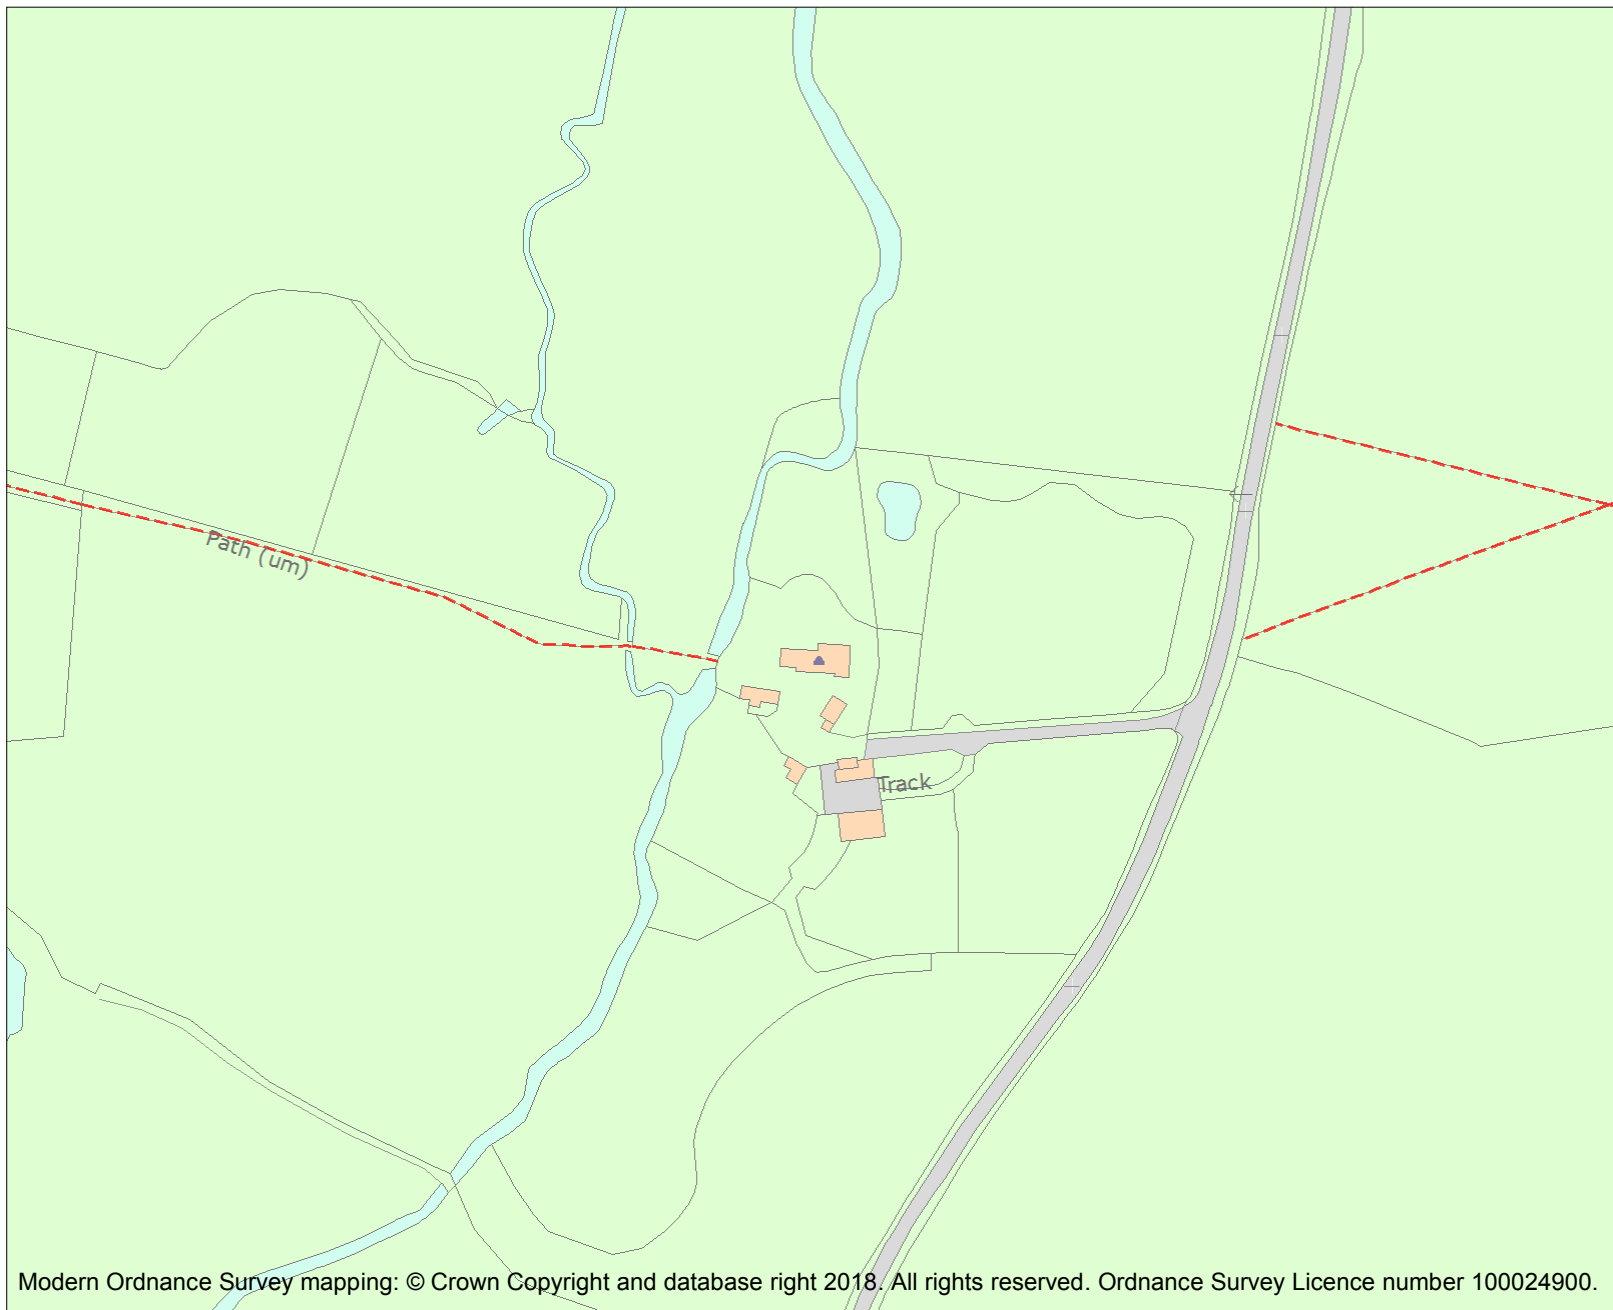 Path (um)
Track
Modern Ordnance Survey mapping: © Crown Copyright and database right 2018. All rights reserved. Ordnance Survey Licence number 100024900.